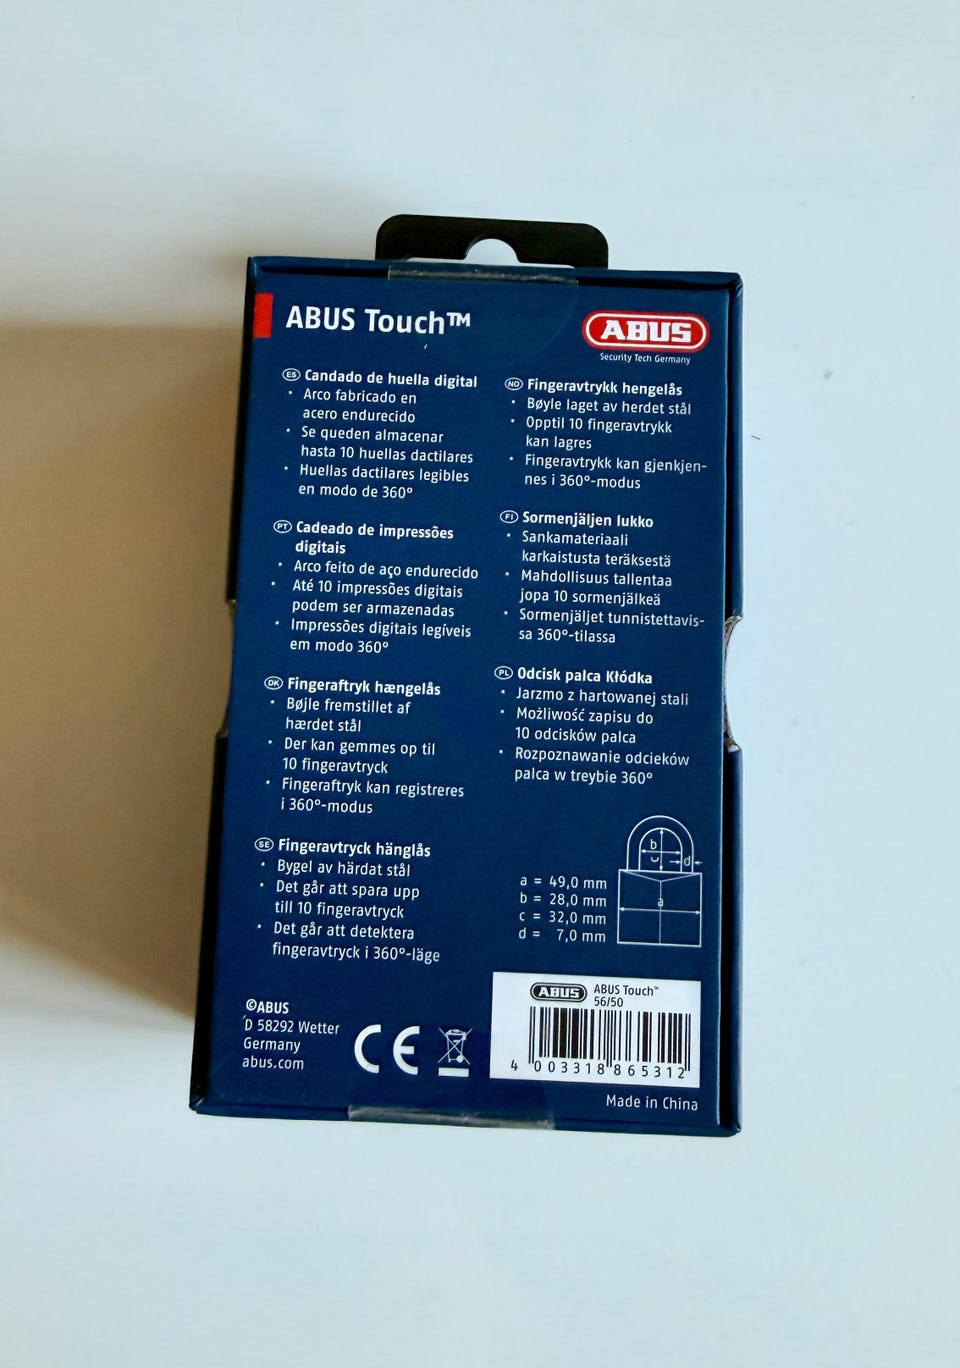 ABUS Touch™
ABUS
Security Tech Germany
ES Candado de huella digital
· Arco fabricado en
acero endurecido
· Se queden almacenar
hasta 10 huellas dactilares
· Huellas dactilares legibles
en modo de 360°
PT Cadeado de impressões
digitais
· Arco feito de aço endurecido
· Até 10 impressões digitais
podem ser armazenadas
· Impressões digitais legíveis
em modo 360°
DK Fingeraftryk hængelås
· Bøjle fremstillet af
hærdet stål
· Der kan gemmes op til
10 fingeravtryck
· Fingeraftryk kan registreres
i 360°-modus
SE Fingeravtryck hänglås
· Bygel av härdat stål
· Det går att spara upp
till 10 fingeravtryck
· Det går att detektera
fingeravtryck i 360°-läge
NO Fingeravtrykk hengelås
· Bøyle laget av herdet stål
· Opptil 10 fingeravtrykk
kan lagres
· Fingeravtrykk kan gjenkjen-
nes i 360°-modus
FI Sormenjäljen lukko
· Sankamateriaali
karkaistusta teräksestä
· Mahdollisuus tallentaa
jopa 10 sormenjälkeä
· Sormenjäljet tunnistettavis-
sa 360°-tilassa
PL Odcisk palca Kłódka
· Jarzmo z hartowanej stali
· Możliwość zapisu do
10 odcisków palca
· Rozpoznawanie odcieków
palca w treybie 360°
b
c
d
a
a = 49,0 mm
b = 28,0 mm
c = 32,0 mm
d = 7,0 mm
©ABUS
D 58292 Wetter
Germany
abus.com
CE
ABUS
ABUS Touch™
56/50
4 003318 865312
Made in China